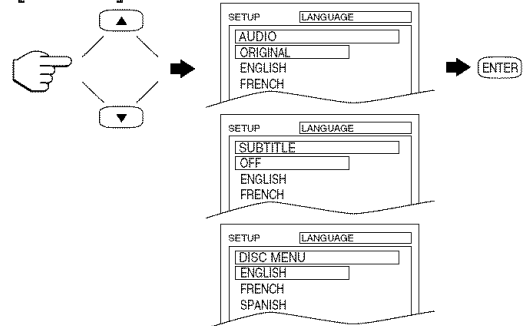 SETUP LANGUAGE
AUDIO
ORIGINAL
ENGLISH
FRENCH
ENTER
SETUP LANGUAGE
SUBTITLE
OFF
ENGLISH
FRENCH
SETUP LANGUAGE
DISC MENU
ENGLISH
FRENCH
SPANISH